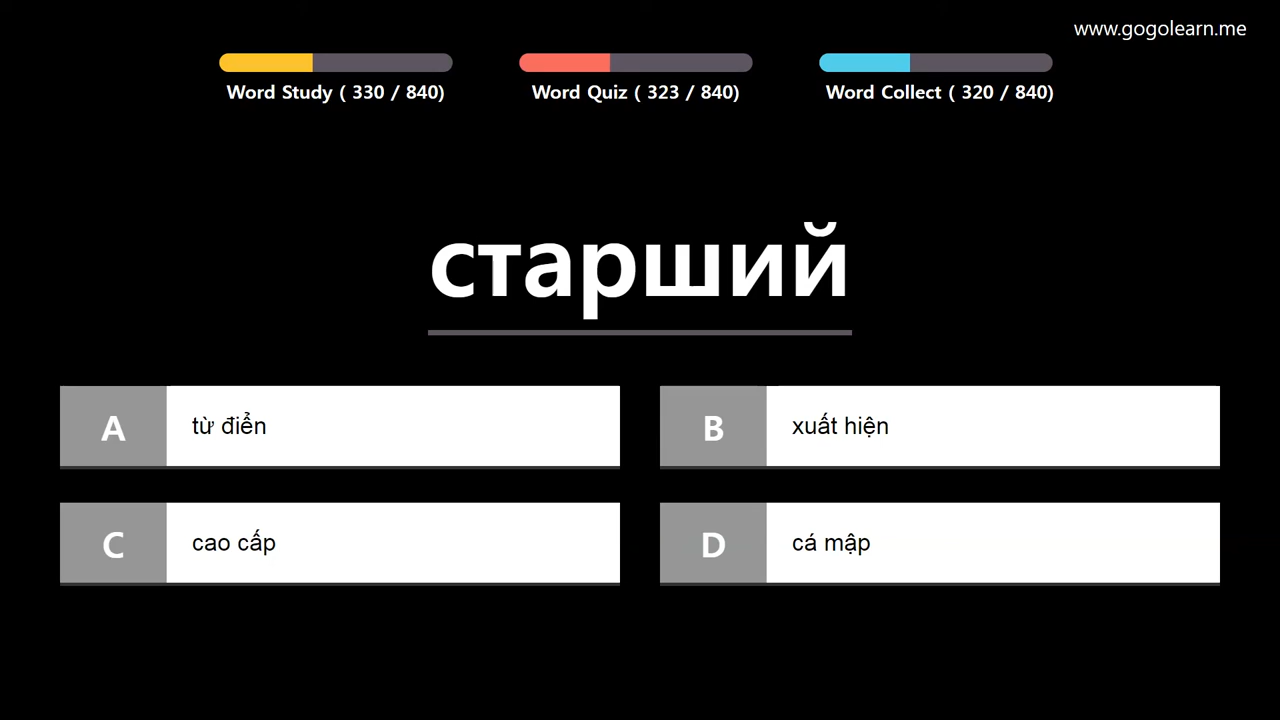 www.gogolearn.me
Word Study ( 330 / 840)
Word Quiz ( 323 / 840)
Word Collect ( 320 / 840)
старший
A
từ điển
B
xuất hiện
C
cao cấp
D
cá mập